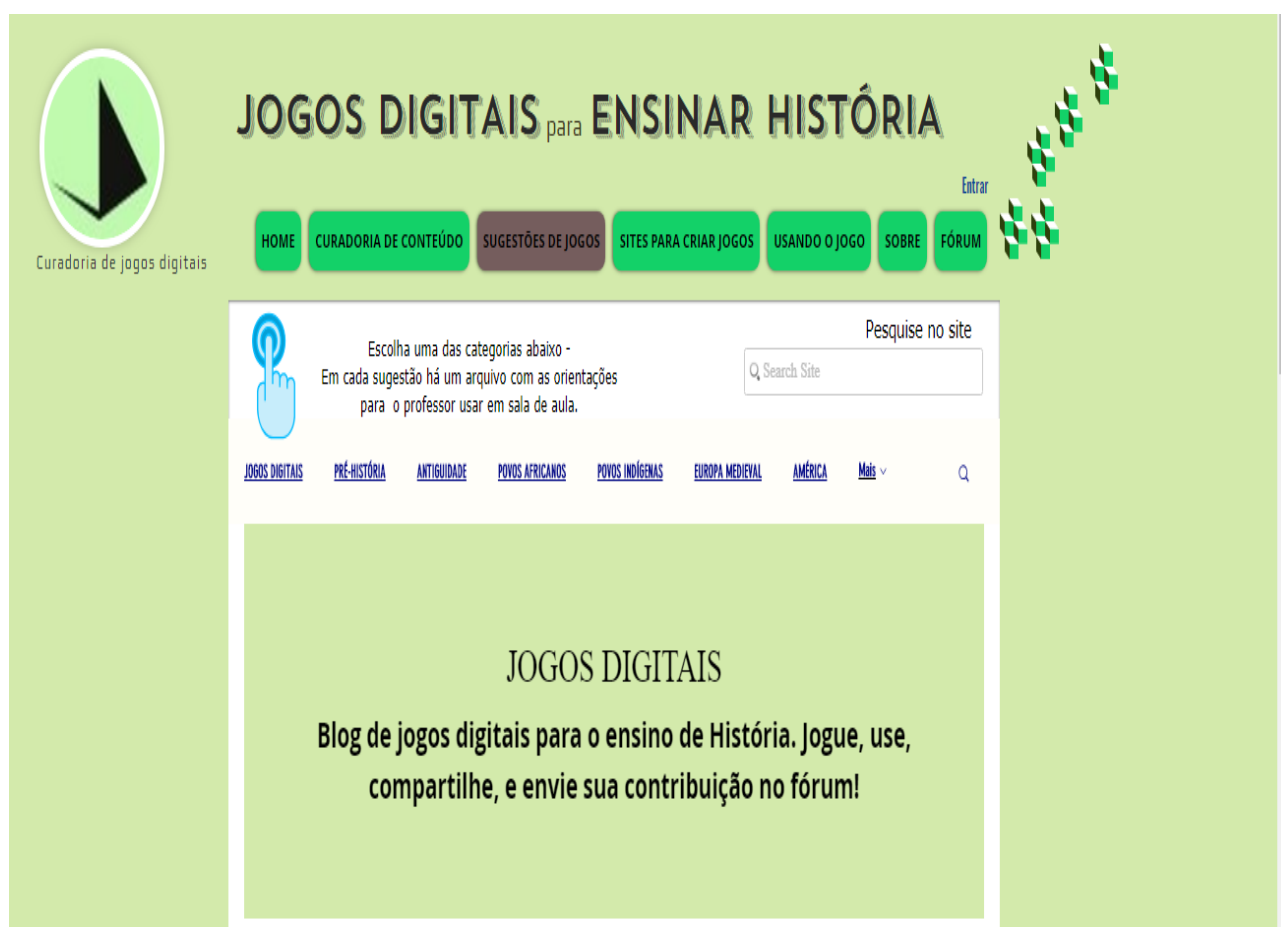 JOGOS DIGITAIS para ENSINAR HISTÓRIA
Entrar
HOME
CURADORIA DE CONTEÚDO
SUGESTÕES DE JOGOS
SITES PARA CRIAR JOGOS
USANDO O JOGO
SOBRE
FÓRUM
Curadoria de jogos digitais
Escolha uma das categorias abaixo -
Em cada sugestão há um arquivo com as orientações
para o professor usar em sala de aula.
Pesquise no site
Search Site
JOGOS DIGITAIS
PRÉ-HISTÓRIA
ANTIGUIDADE
POVOS AFRICANOS
POVOS INDÍGENAS
EUROPA MEDIEVAL
AMÉRICA
Mais
JOGOS DIGITAIS
Blog de jogos digitais para o ensino de História. Jogue, use,
compartilhe, e envie sua contribuição no fórum!